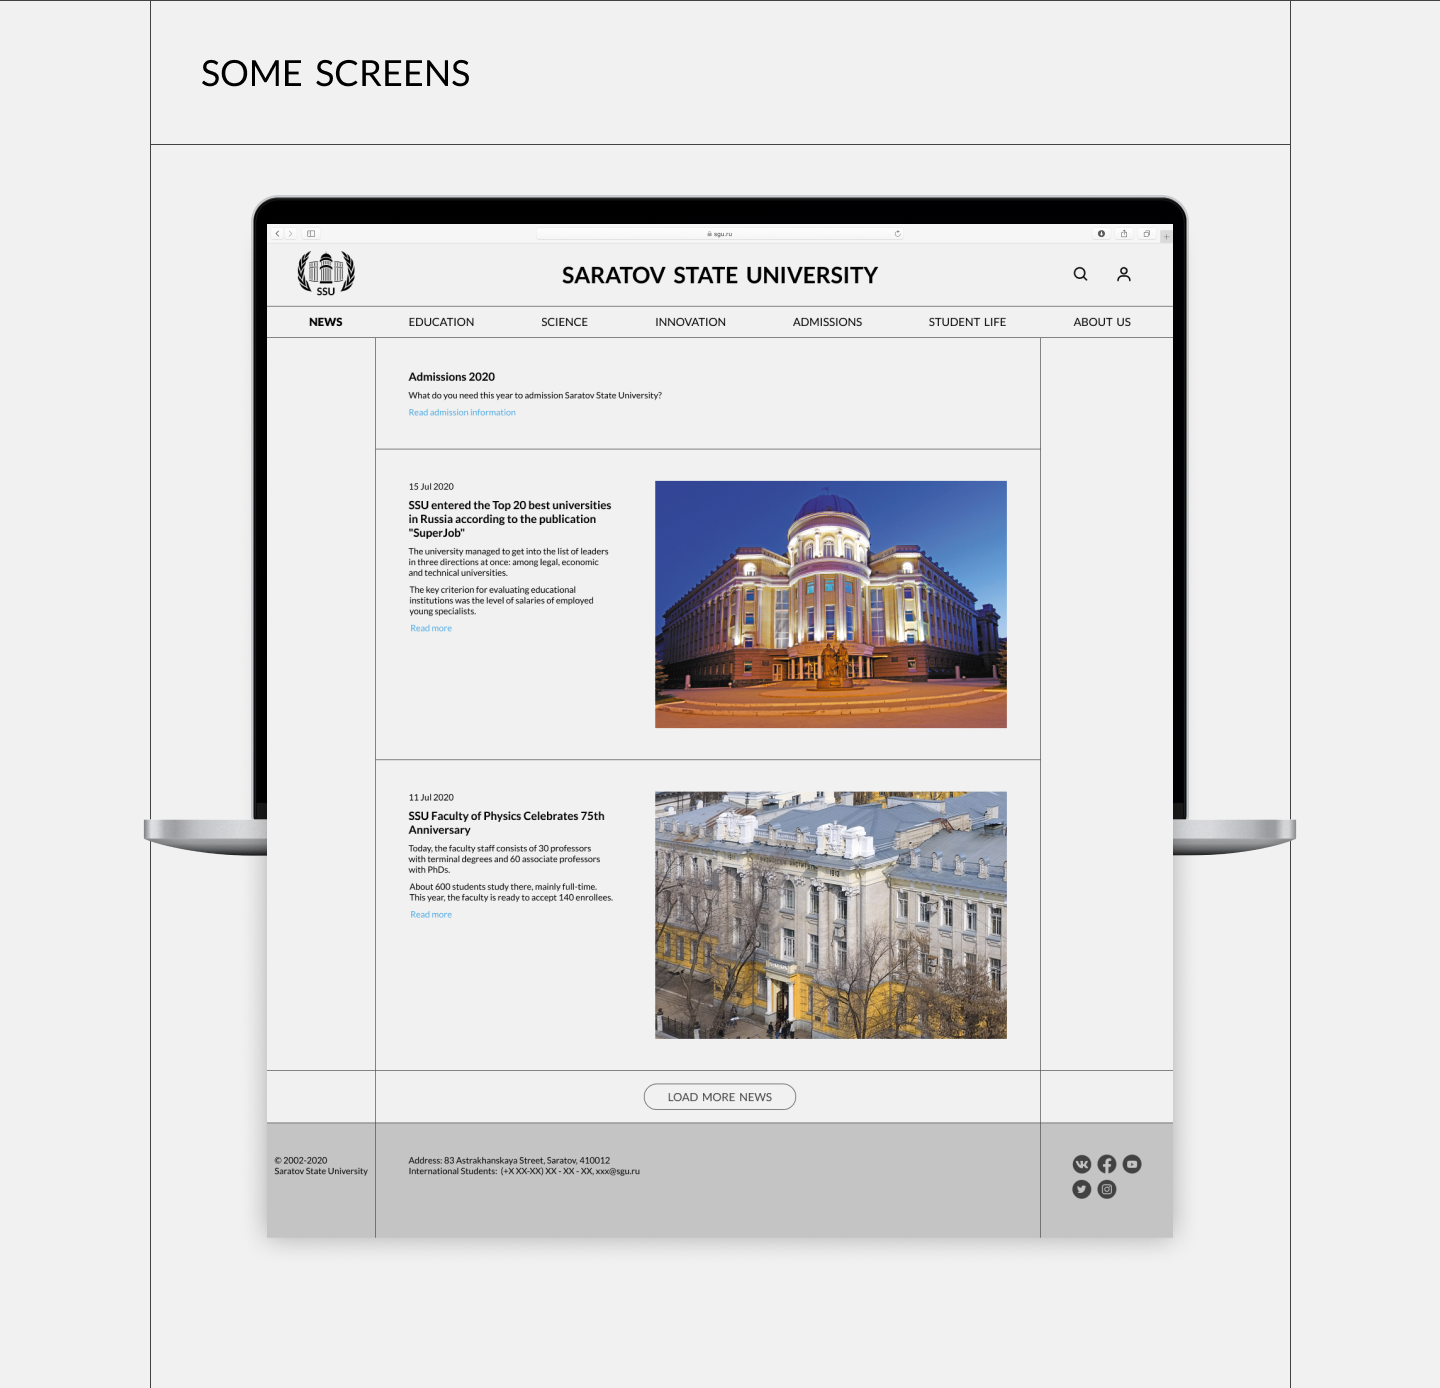 SOME SCREENS
sgu.ru
SSU
SARATOV STATE UNIVERSITY
NEWS EDUCATION SCIENCE INNOVATION ADMISSIONS STUDENT LIFE ABOUT US
Admissions 2020
What do you need this year to admission Saratov State University?
Read admission information
15 Jul 2020
SSU entered the Top 20 best universities
in Russia according to the publication
"SuperJob"
The university managed to get into the list of leaders
in three directions at once: among legal, economic
and technical universities.
The key criterion for evaluating educational
institutions was the level of salaries of employed
young specialists.
Read more
11 Jul 2020
SSU Faculty of Physics Celebrates 75th
Anniversary
Today, the faculty staff consists of 30 professors
with terminal degrees and 60 associate professors
with PhDs.
About 600 students study there, mainly full-time.
This year, the faculty is ready to accept 140 enrollees.
Read more
LOAD MORE NEWS
© 2002-2020
Saratov State University
Address: 83 Astrakhanskaya Street, Saratov, 410012
International Students: (+X XX-XX) XX - XX - XX, xxx@sgu.ru